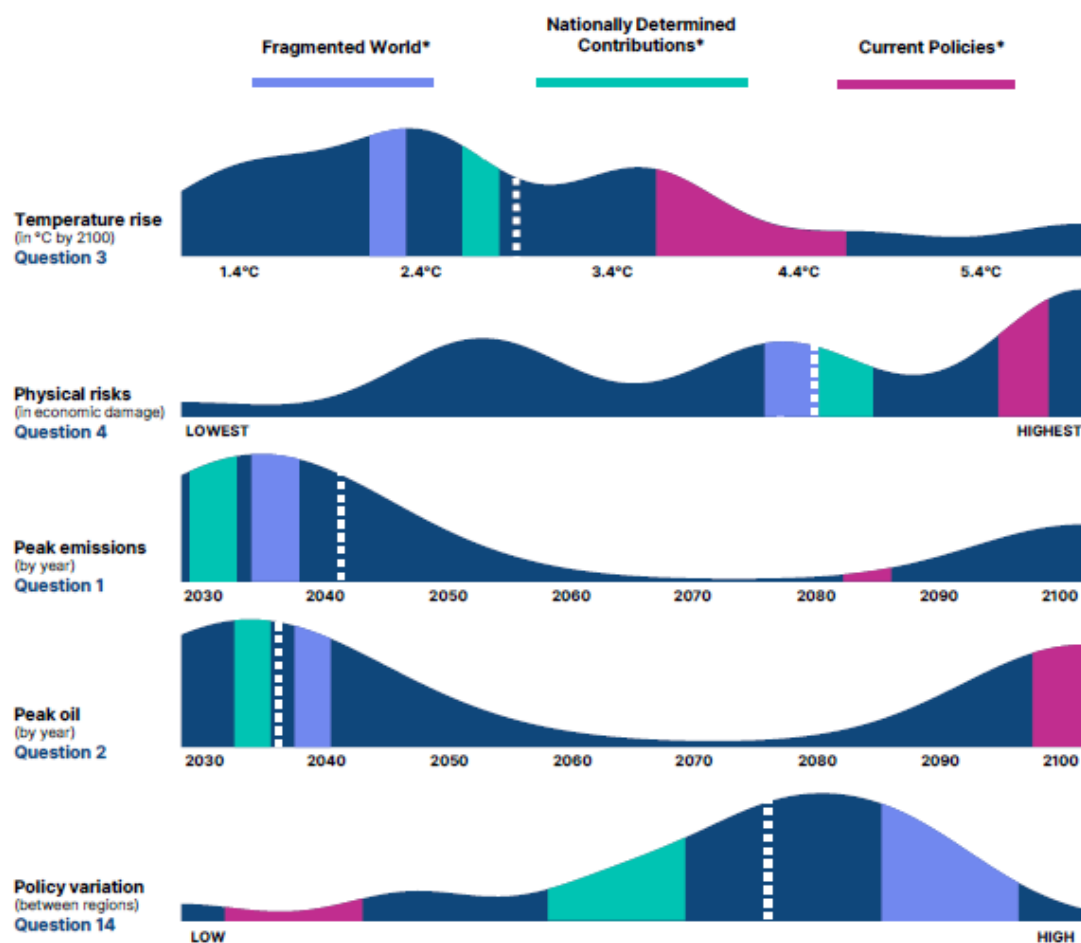 Fragmented World*
Nationally Determined
Contributions*
Current Policies*
Temperature rise
(in °C by 2100)
Question 3
1.4°C 2.4°C 3.4°C 4.4°C 5.4°C
Physical risks
(in economic damage)
Question 4
LOWEST HIGHEST
Peak emissions
(by year)
Question 1
2030 2040 2050 2060 2070 2080 2090 2100
Peak oil
(by year)
Question 2
2030 2040 2050 2060 2070 2080 2090 2100
Policy variation
(between regions)
Question 14
LOW HIGH